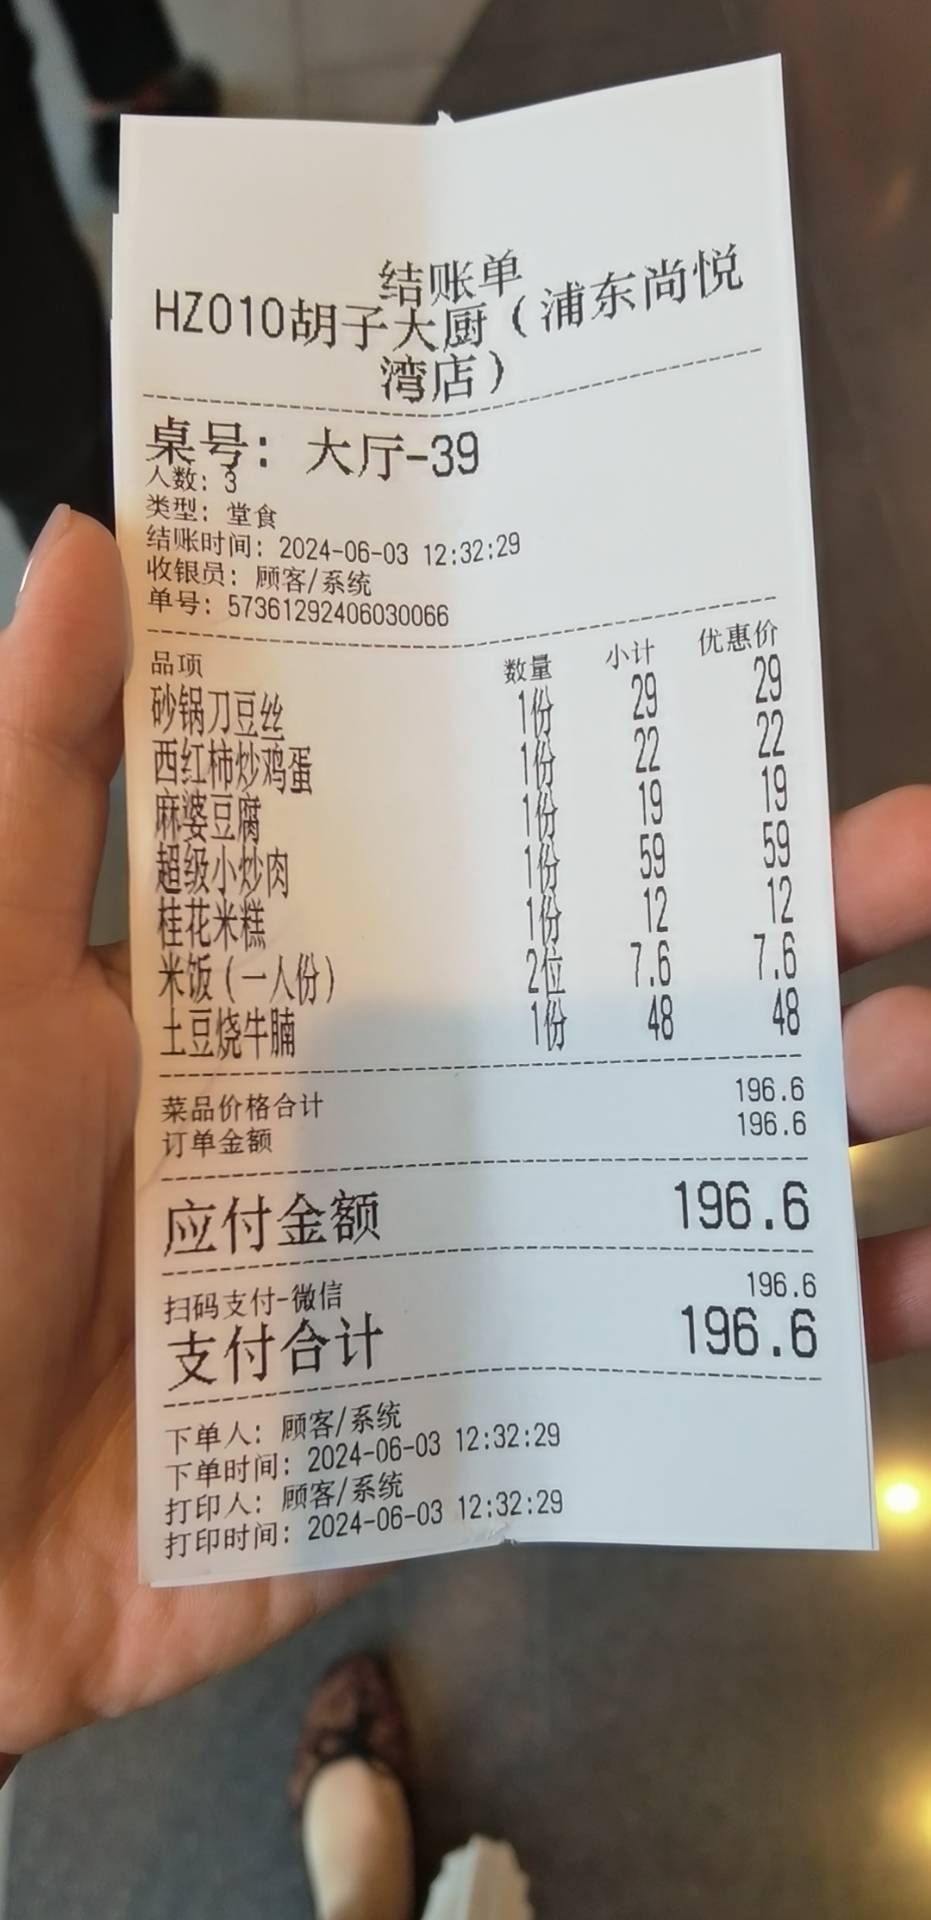 结账单
HZ010胡子大厨(浦东尚悦
湾店)
桌号: 大厅-39
人数: 3
类型: 堂食
结账时间: 2024-06-03 12:32:29
收银员: 顾客/系统
单号: 573612924060300​66
品项 数量 小计 优惠价
砂锅刀豆丝 1份 29 29
西红柿炒鸡蛋 1份 22 22
麻婆豆腐 1份 19 19
超级小炒肉 1份 59 59
桂花米糕 1份 12 12
米饭(一人份) 2位 7.6 7.6
土豆烧牛腩 1份 48 48
菜品价格合计 196.6
订单金额 196.6
应付金额 196.6
扫码支付-微信 196.6
支付合计 196.6
下单人: 顾客/系统
下单时间: 2024-06-03 12:32:29
打印人: 顾客/系统
打印时间: 2024-06-03 12:32:29